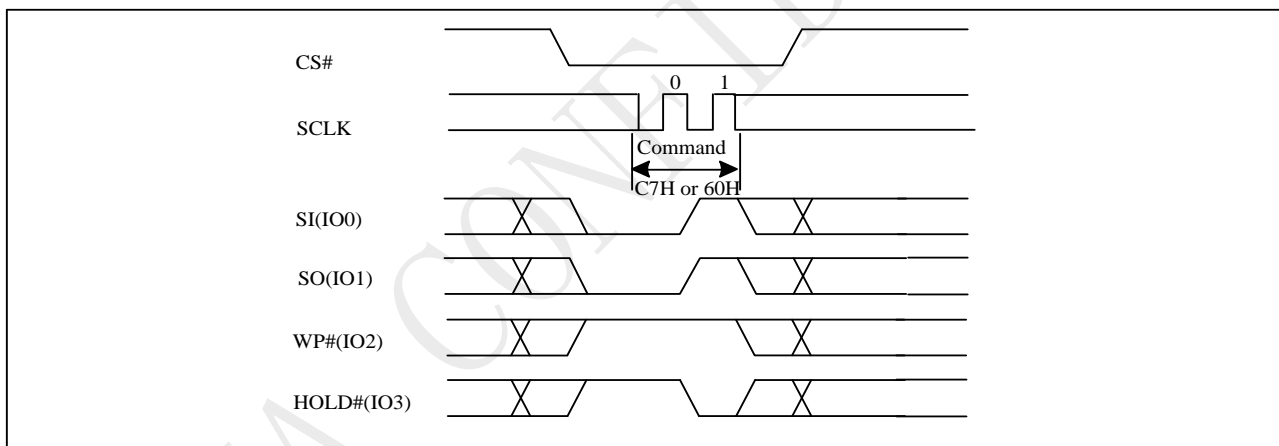 CS#
0 1
SCLK
Command
C7H or 60H
SI(IO0)
SO(IO1)
WP#(IO2)
HOLD#(IO3)